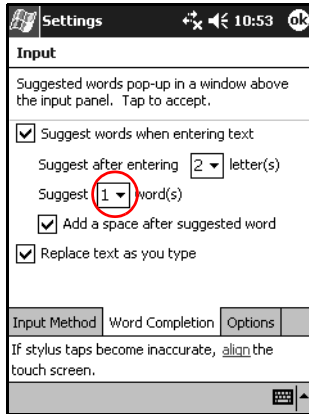 Settings 10:53 ok
Input
Suggested words pop-up in a window above
the input panel. Tap to accept.
Suggest words when entering text
Suggest after entering 2 letter(s)
Suggest 1 word(s)
Add a space after suggested word
Replace text as you type
Input Method Word Completion Options
If stylus taps become inaccurate, align the
touch screen.